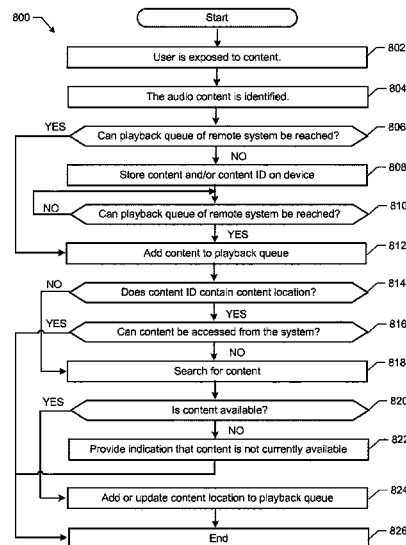 800
Start
User is exposed to content.
802
The audio content is identified.
804
YES
Can playback queue of remote system be reached?
806
NO
Store content and/or content ID on device
808
NO
Can playback queue of remote system be reached?
810
YES
Add content to playback queue
812
NO
Does content ID contain content location?
814
YES
YES
Can content be accessed from the system?
816
NO
Search for content
818
YES
Is content available?
820
NO
Provide indication that content is not currently available
822
Add or update content location to playback queue
824
End
826